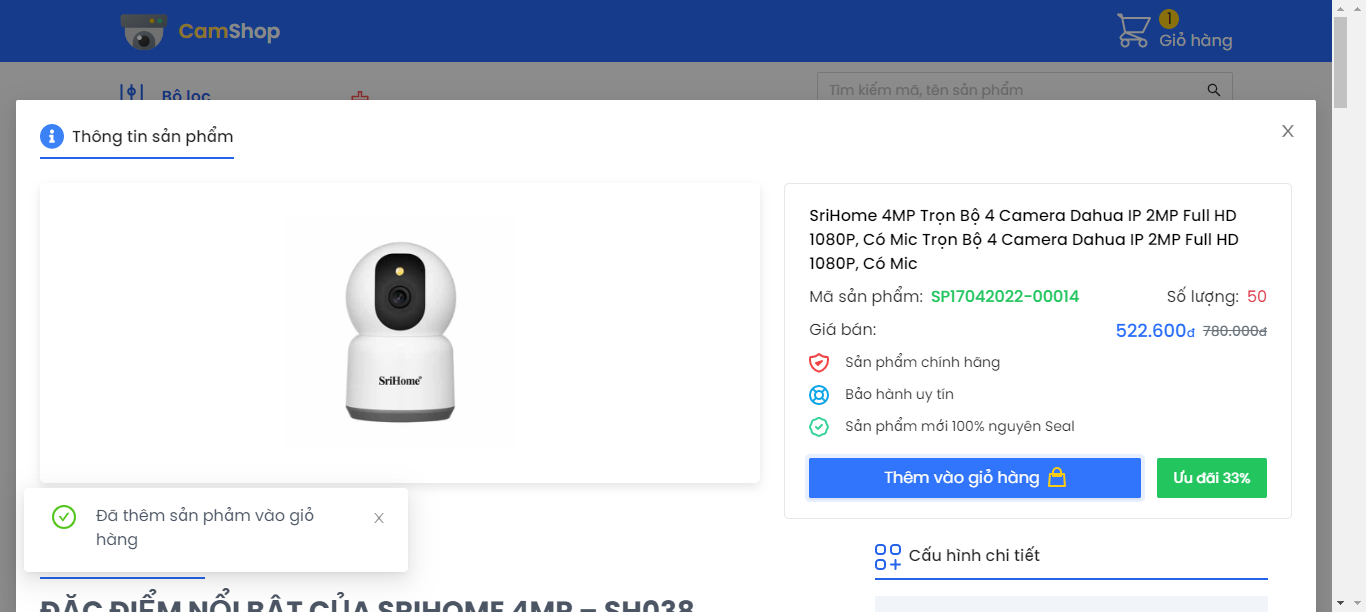 CamShop
1
Giỏ hàng
Bộ lọc
Tìm kiếm mã, tên sản phẩm
Thông tin sản phẩm
SriHome
SriHome 4MP Trọn Bộ 4 Camera Dahua IP 2MP Full HD
1080P, Có Mic Trọn Bộ 4 Camera Dahua IP 2MP Full HD
1080P, Có Mic
Mã sản phẩm: SP17042022-00014 Số lượng: 50
Giá bán: 522.600đ 780.000đ
Sản phẩm chính hãng
Bảo hành uy tín
Sản phẩm mới 100% nguyên Seal
Thêm vào giỏ hàng
Ưu đãi 33%
Đã thêm sản phảm vào giỏ
hàng
Cấu hình chi tiết
ĐẶC ĐIỂM NỔI BẬT CỦA SRIHOME 4MP – SH038